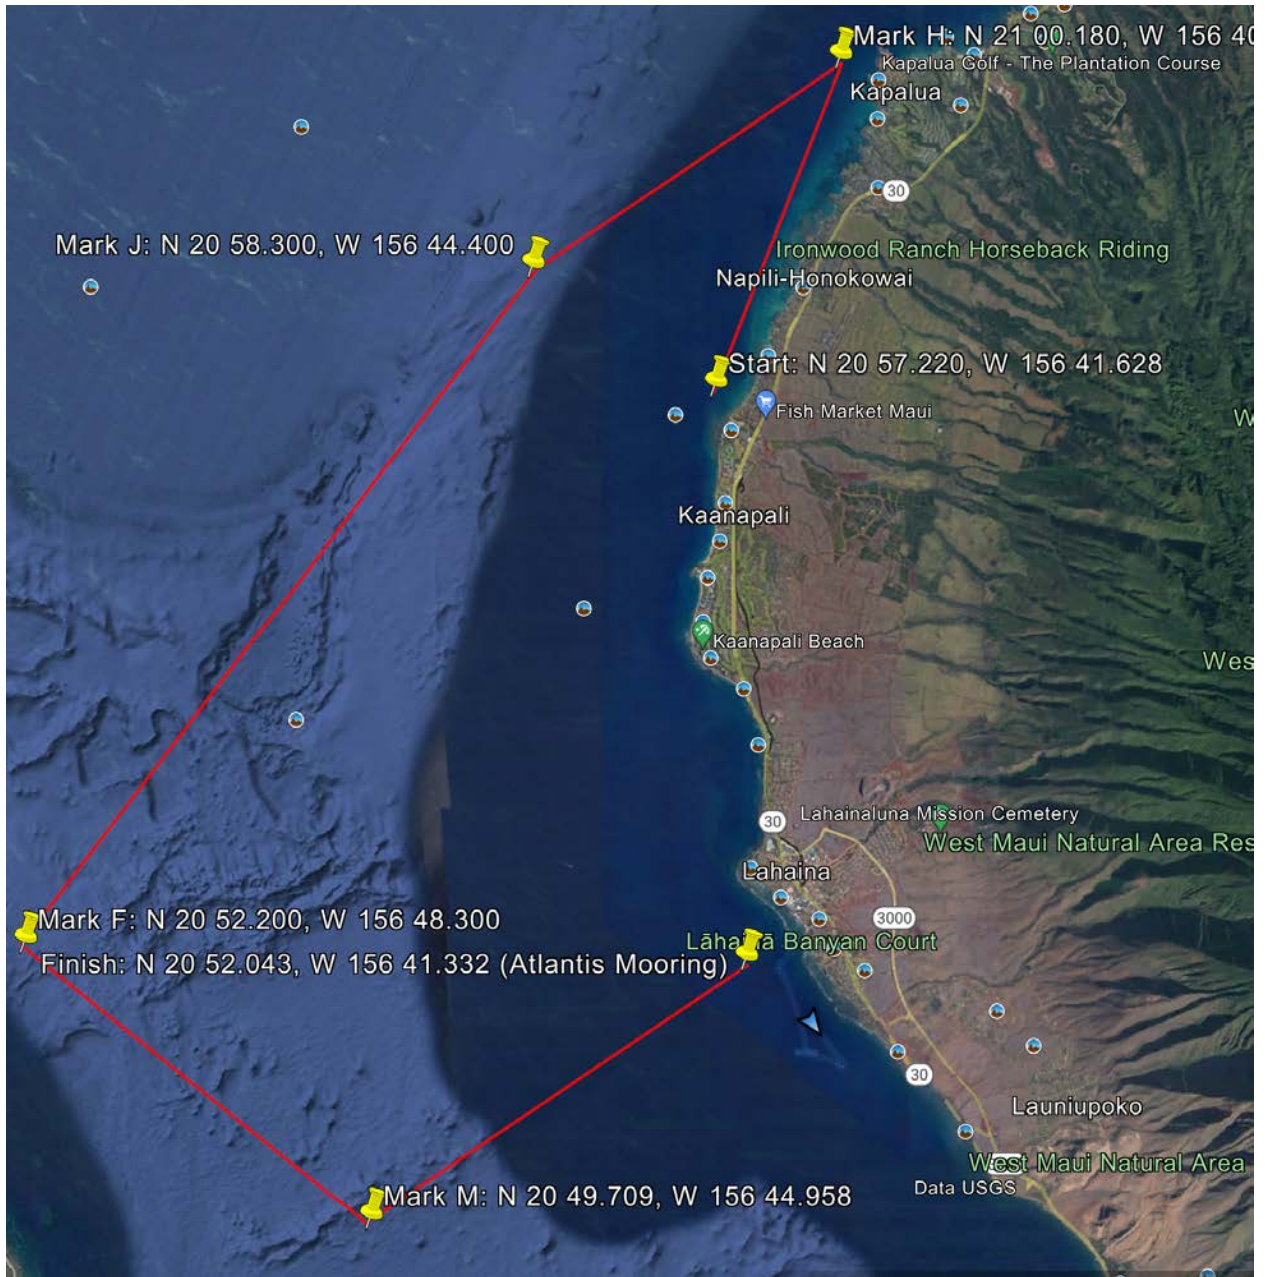 Mark H: N 21 00.180, W 156 40
Kapalua Golf - The Plantation Course
Kapalua
30
Mark J: N 20 58.300, W 156 44.400
Ironwood Ranch Horseback Riding
Napili-Honokowai
Start: N 20 57.220, W 156 41.628
Fish Market Maui
W
Kaanapali
Kaanapali Beach
Wes
30
Lahainaluna Mission Cemetery
West Maui Natural Area Res
Lahaina
3000
Mark F: N 20 52.200, W 156 48.300
Lāhainā Banyan Court
Finish: N 20 52.043, W 156 41.332 (Atlantis Mooring)
30
Launiupoko
West Maui Natural Area
Data USGS
Mark M: N 20 49.709, W 156 44.958